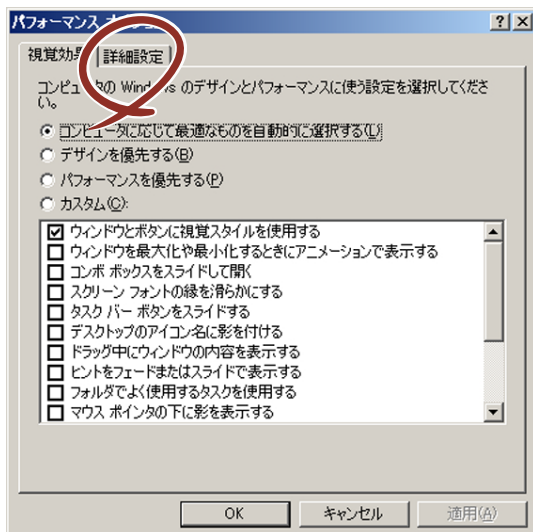 パフォーマンス オ
視覚効果 詳細設定
コンピュータの Windows のデザインとパフォーマンスに使う設定を選択してくださ
い。
コンピュータに応じて最適なものを自動的に選択する(L)
デザインを優先する(B)
パフォーマンスを優先する(P)
カスタム(C):
ウィンドウとボタンに視覚スタイルを使用する
ウィンドウを最大化や最小化するときにアニメーションで表示する
コンボ ボックスをスライドして開く
スクリーン フォントの縁を滑らかにする
タスク バー ボタンをスライドする
デスクトップのアイコン名に影を付ける
ドラッグ中にウィンドウの内容を表示する
ヒントをフェードまたはスライドで表示する
フォルダでよく使用するタスクを使用する
マウス ポインタの下に影を表示する
OK キャンセル 適用(A)